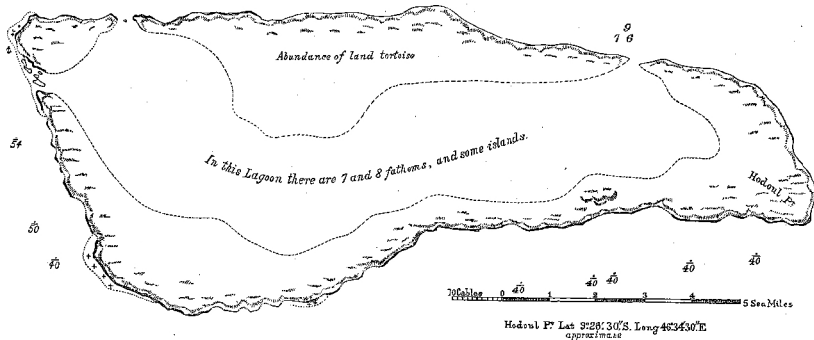 9
7 6
Abundance of land tortoise
In this Lagoon there are 7 and 8 fathoms, and some islands.
54
Hodoul Pt.
50
40
40
40
40 40
40
10 Cables 0 1 2 3 4 5 Sea Miles
Hodoul Pt. Lat 9°26'.30"S. Long 46°34'30"E
approximate